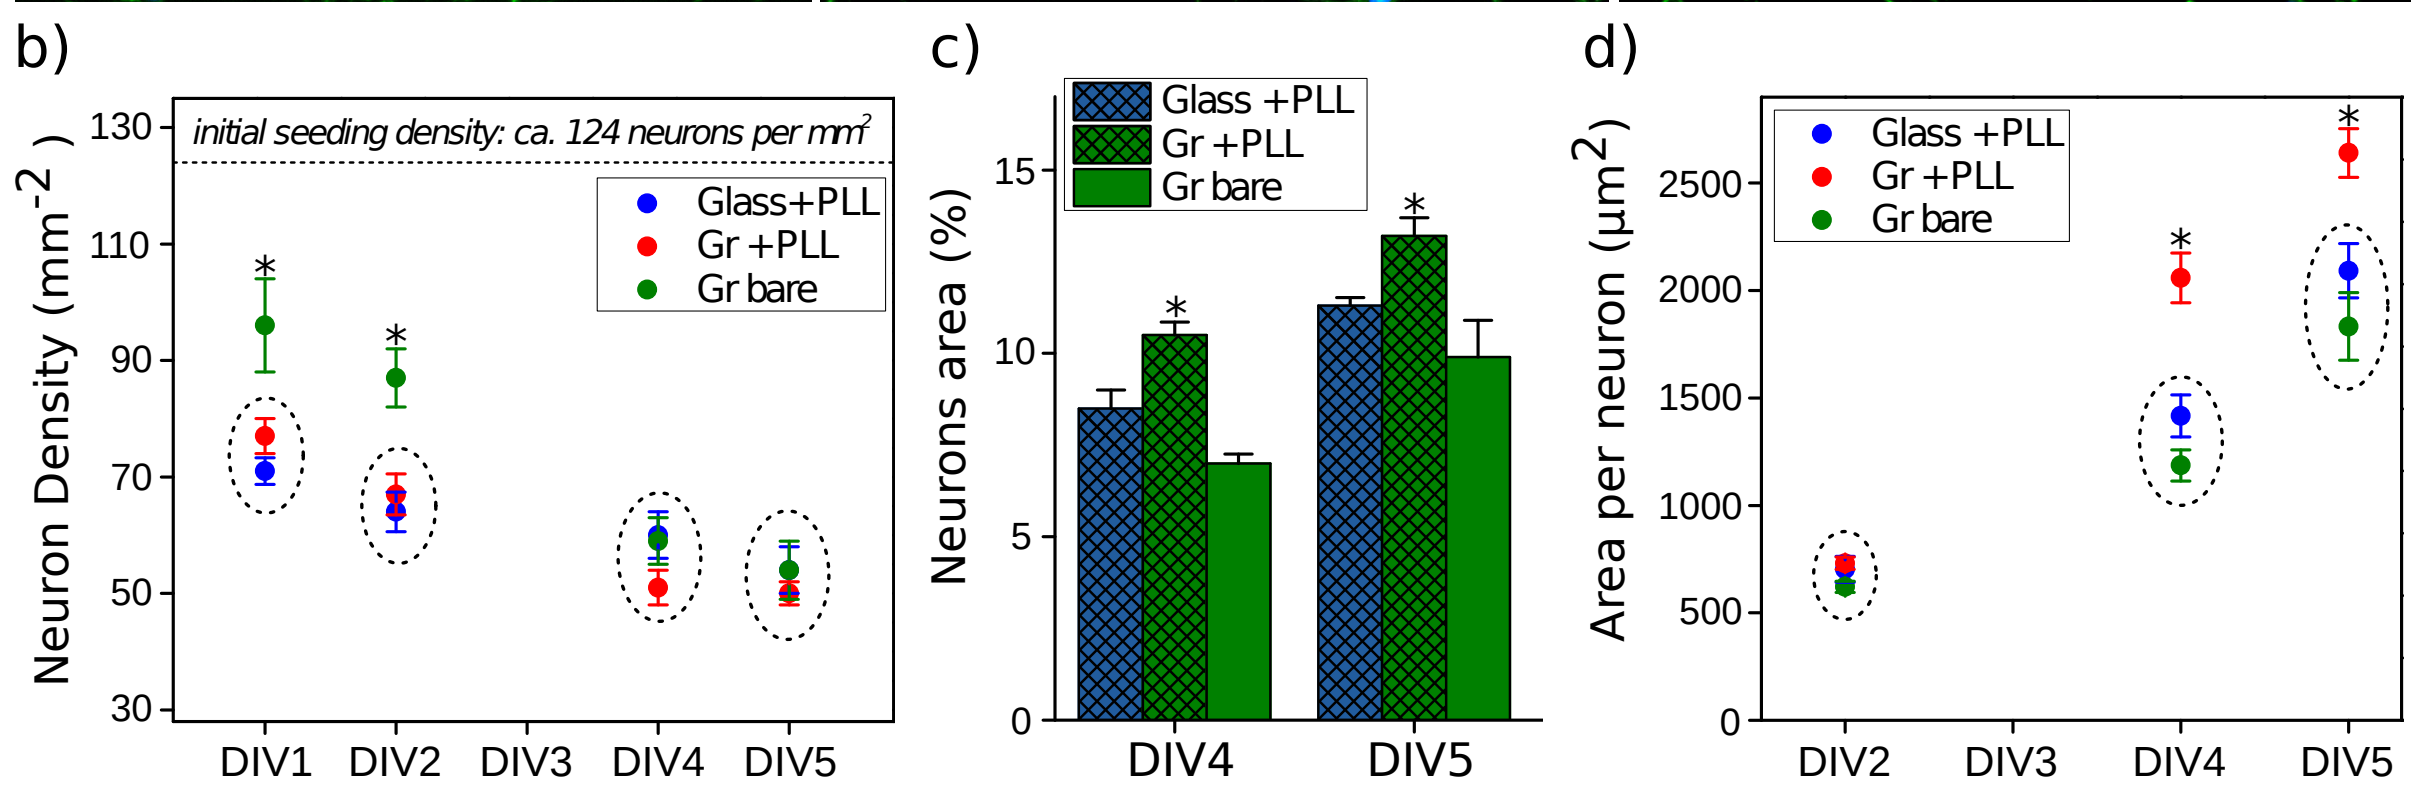 b)
Neuron Density (mm⁻²)
130
110
90
70
50
30
initial seeding density: ca. 124 neurons per mm²
Glass+PLL
Gr +PLL
Gr bare
*
*
DIV1 DIV2 DIV3 DIV4 DIV5
c)
Neurons area (%)
15
10
5
0
Glass +PLL
Gr +PLL
Gr bare
*
*
DIV4 DIV5
d)
Area per neuron (µm²)
2500
2000
1500
1000
500
0
Glass +PLL
Gr +PLL
Gr bare
*
*
DIV2 DIV3 DIV4 DIV5